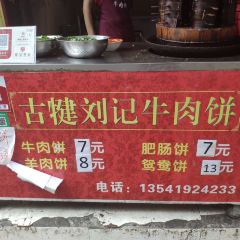 古犍刘记牛肉饼
牛肉饼 7元 肥肠饼 7元
羊肉饼 8元 鸳鸯饼 13元
电话：13541924233